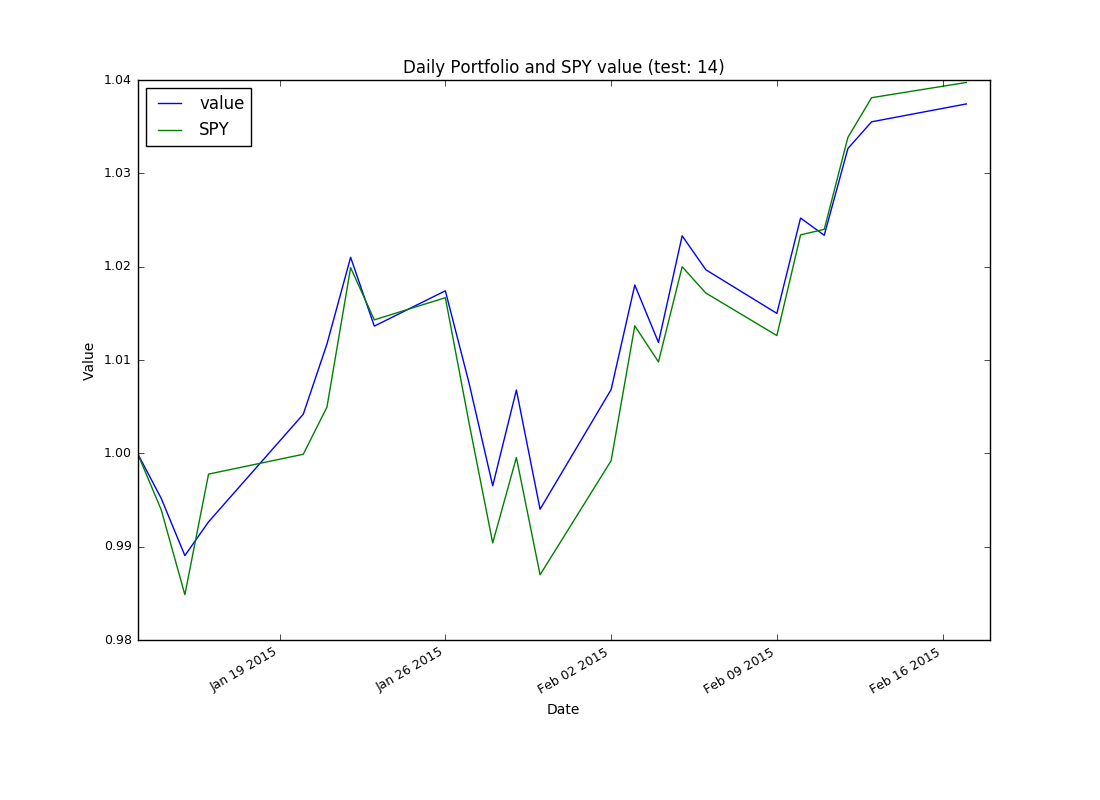 Daily Portfolio and SPY value (test: 14)
value
SPY
1.04
1.03
1.02
1.01
1.00
0.99
0.98
Value
Jan 19 2015
Jan 26 2015
Feb 02 2015
Feb 09 2015
Feb 16 2015
Date